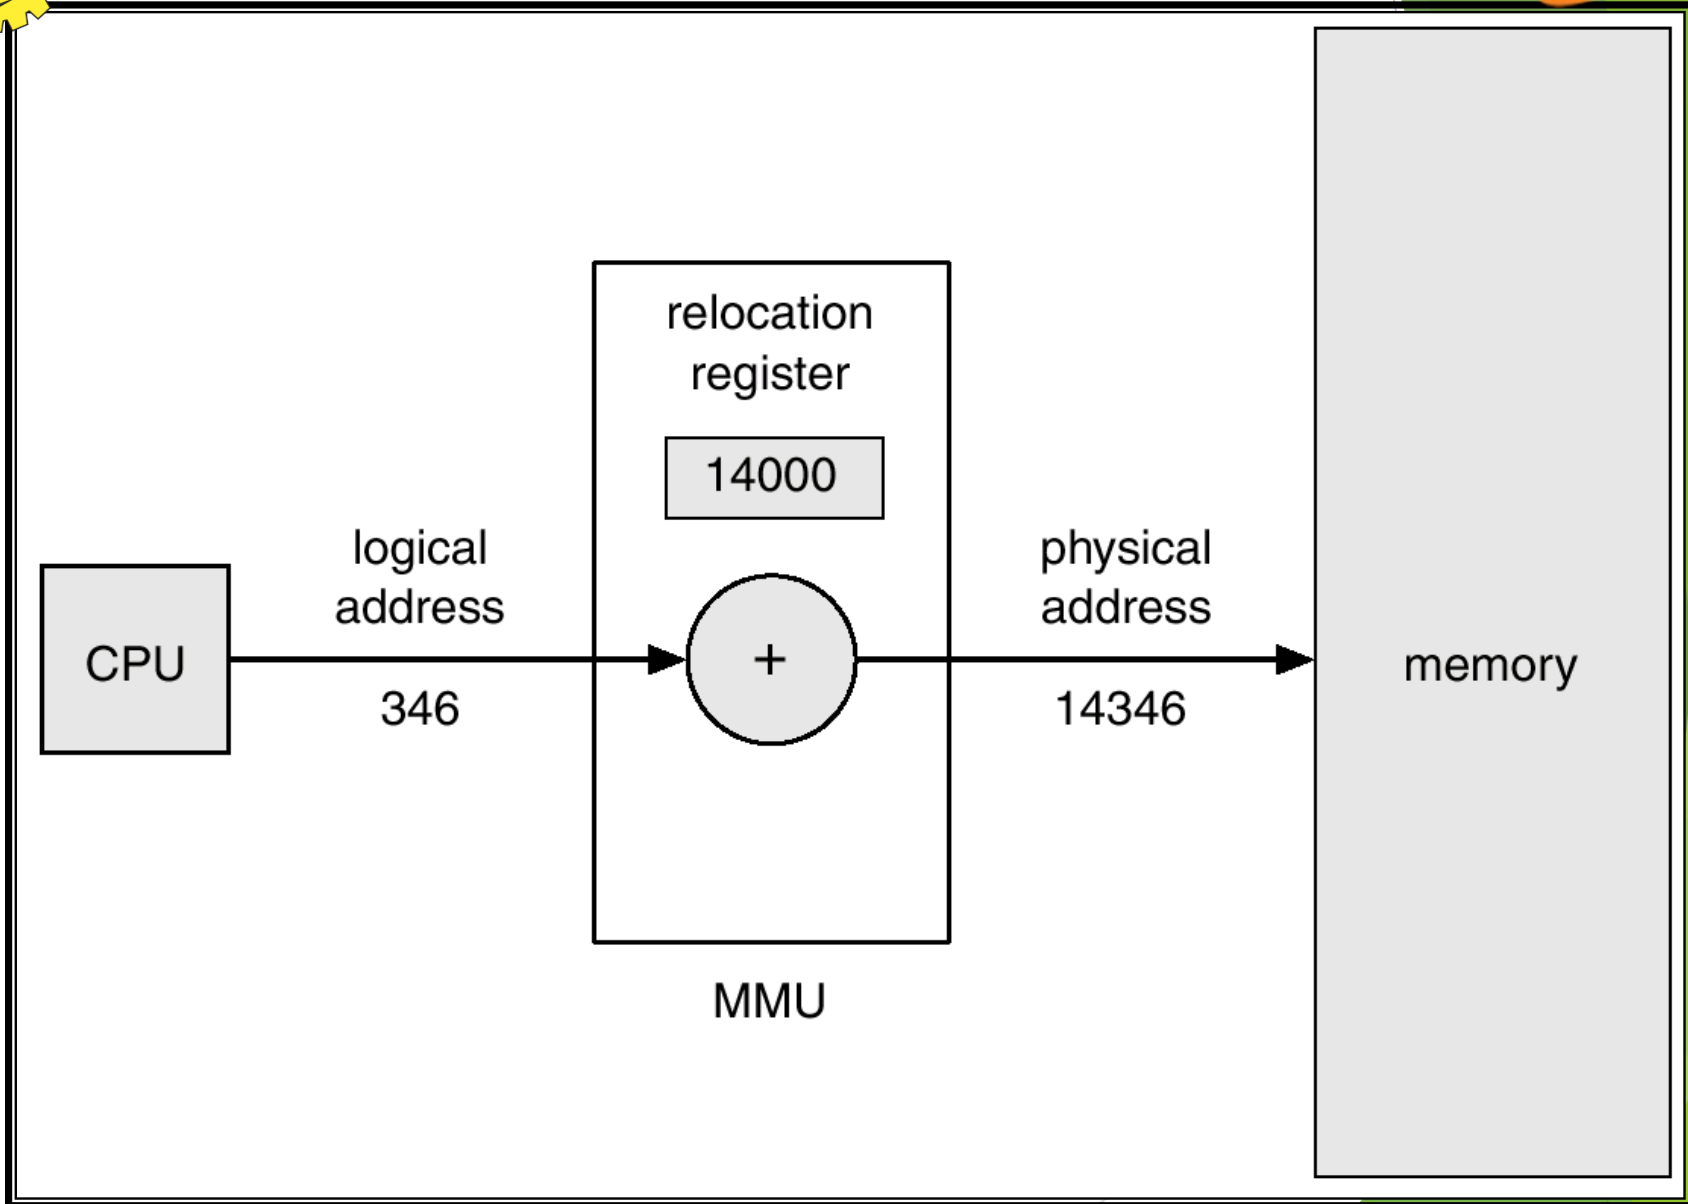 relocation
register
14000
logical
address
physical
address
CPU
+
memory
346
14346
MMU